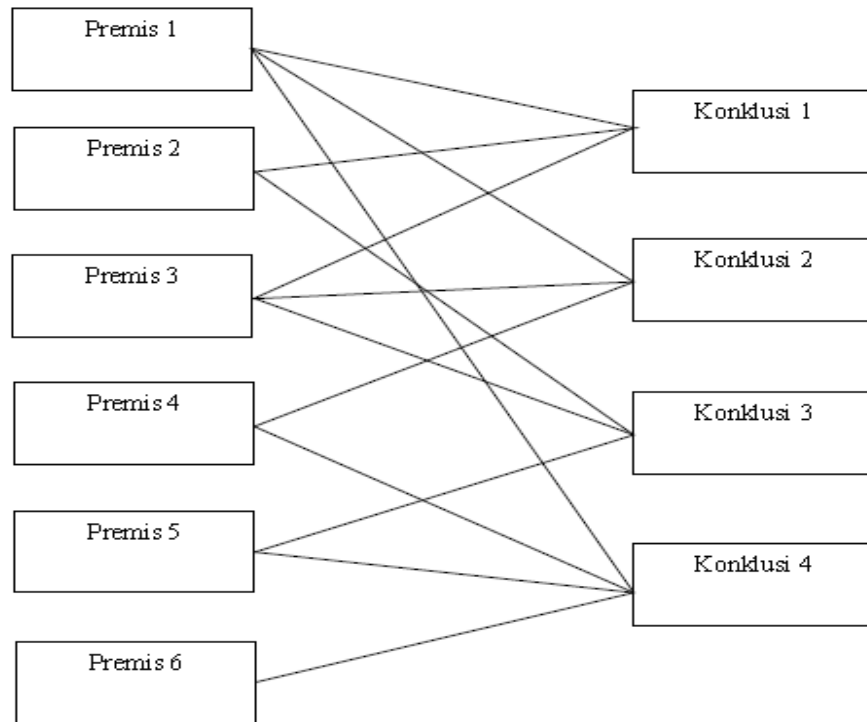 Premis 1
Premis 2
Premis 3
Premis 4
Premis 5
Premis 6
Konklusi 1
Konklusi 2
Konklusi 3
Konklusi 4